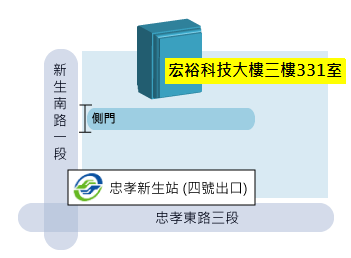 宏裕科技大樓三樓331室
新生南路一段
側門
忠孝新生站 (四號出口)
忠孝東路三段